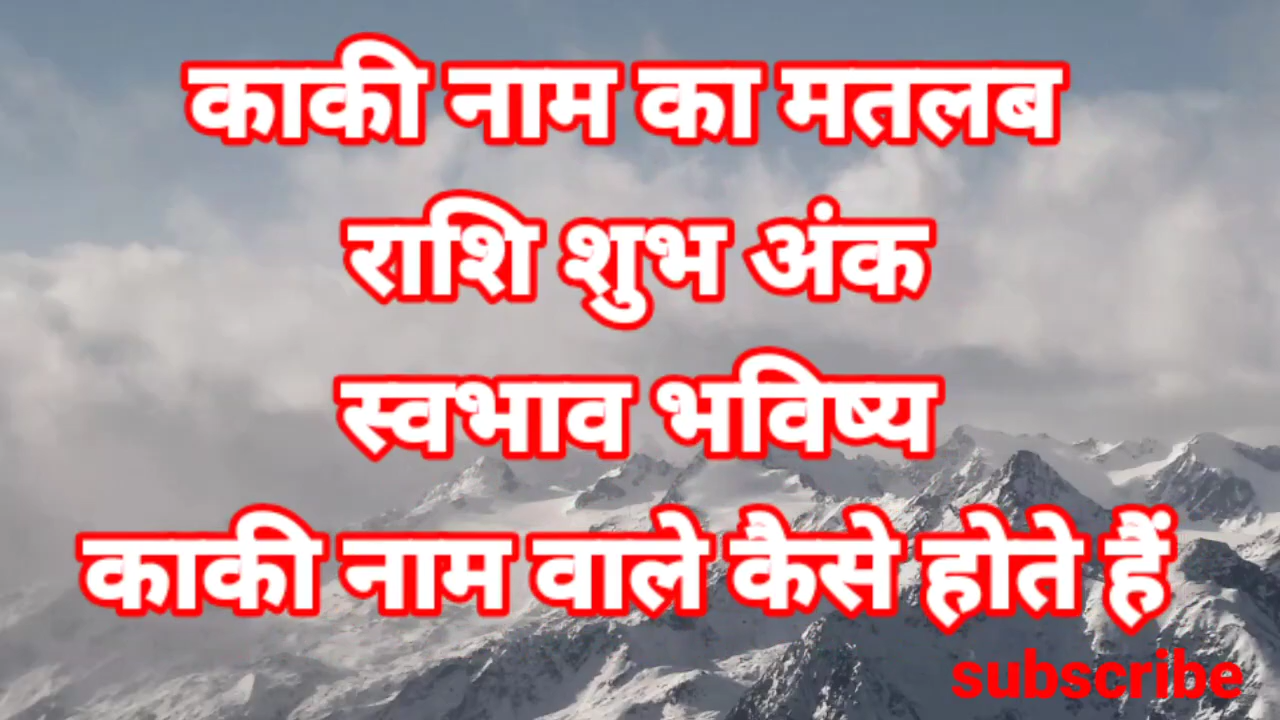 काकी नाम का मतलब
राशि शुभ अंक
स्वभाव भविष्य
काकी नाम वाले कैसे होते हैं
subscribe